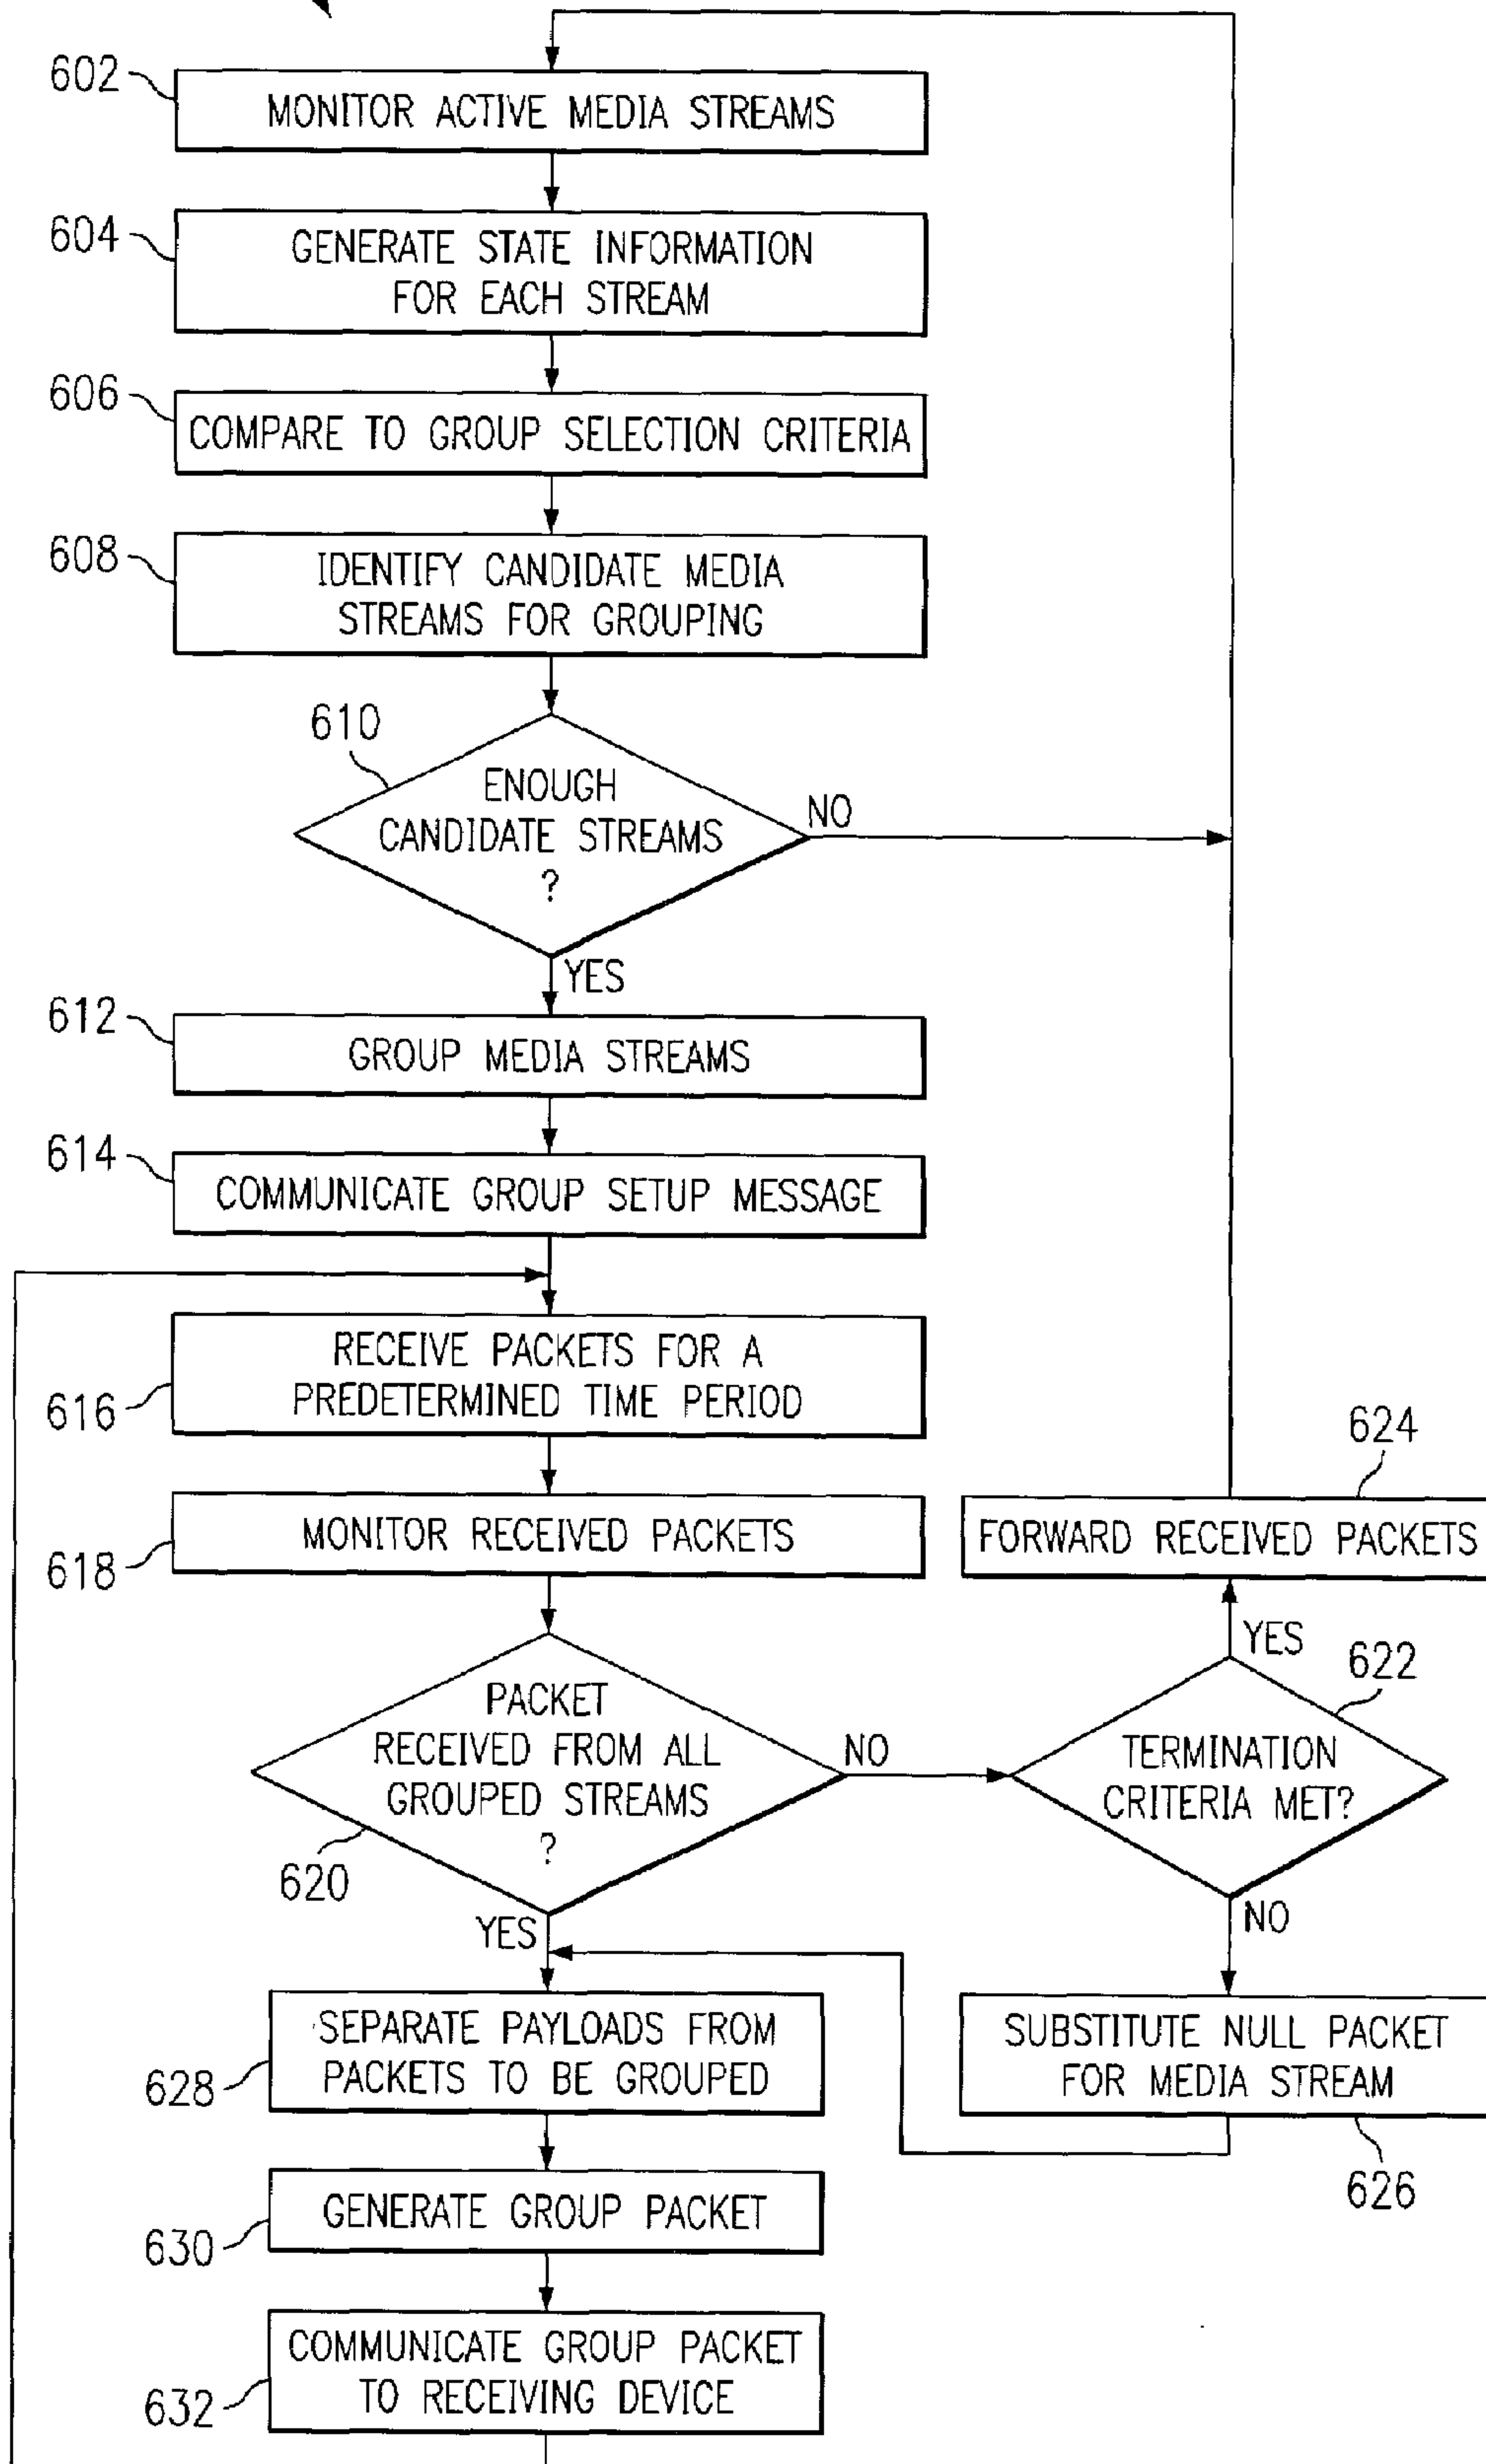 602
MONITOR ACTIVE MEDIA STREAMS
604
GENERATE STATE INFORMATION
FOR EACH STREAM
606
COMPARE TO GROUP SELECTION CRITERIA
608
IDENTIFY CANDIDATE MEDIA
STREAMS FOR GROUPING
610
ENOUGH
CANDIDATE STREAMS
?
NO
YES
612
GROUP MEDIA STREAMS
614
COMMUNICATE GROUP SETUP MESSAGE
616
RECEIVE PACKETS FOR A
PREDETERMINED TIME PERIOD
618
MONITOR RECEIVED PACKETS
624
FORWARD RECEIVED PACKETS
YES
622
TERMINATION
CRITERIA MET?
NO
620
PACKET
RECEIVED FROM ALL
GROUPED STREAMS
?
NO
YES
628
SEPARATE PAYLOADS FROM
PACKETS TO BE GROUPED
SUBSTITUTE NULL PACKET
FOR MEDIA STREAM
626
630
GENERATE GROUP PACKET
632
COMMUNICATE GROUP PACKET
TO RECEIVING DEVICE